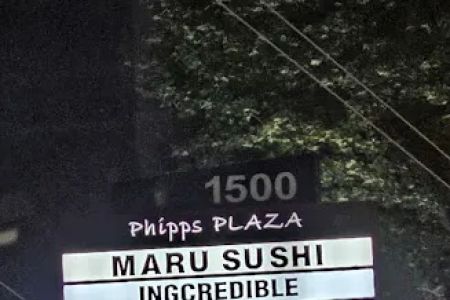 1500
Phipps PLAZA
MARU SUSHI
INGCREDIBLE